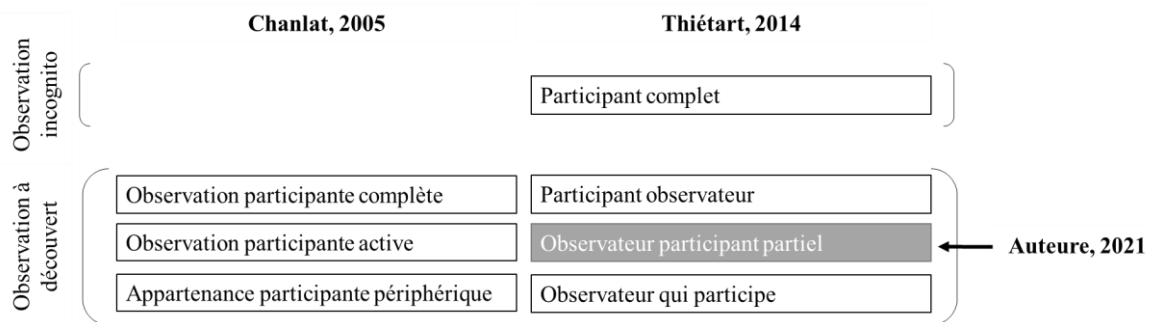 Chanlat, 2005
Thiétart, 2014
Observation
incognito
Participant complet
Observation à
découvert
Observation participante complète
Participant observateur
Observation participante active
Observateur participant partiel
Auteure, 2021
Appartenance participante périphérique
Observateur qui participe